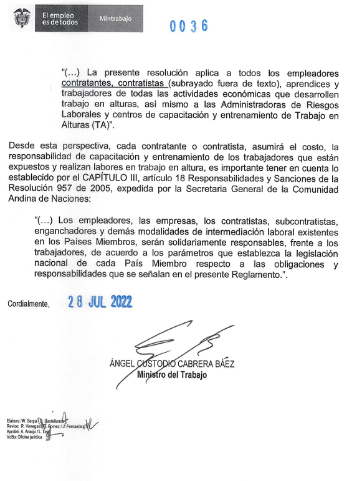 El empleo
es de todos
Mintrabajo
0036
"(…) La presente resolución aplica a todos los empleadores
contratantes, contratistas (subrayado fuera de texto), aprendices y
trabajadores de todas las actividades económicas que desarrollen
trabajo en alturas, así mismo a las Administradoras de Riesgos
Laborales y centros de capacitación y entrenamiento de Trabajo en
Alturas (TA)".
Desde esta perspectiva, cada contratante o contratista, asumirá el costo, la
responsabilidad de capacitación y entrenamiento de los trabajadores que están
expuestos y realizan labores en trabajo en altura, es importante tener en cuenta lo
establecido por el CAPÍTULO III, artículo 18 Responsabilidades y Sanciones de la
Resolución 957 de 2005, expedida por la Secretaria General de la Comunidad
Andina de Naciones:
"(…) Los empleadores, las empresas, los contratistas, subcontratistas,
enganchadores y demás modalidades de intermediación laboral existentes
en los Países Miembros, serán solidariamente responsables, frente a los
trabajadores, de acuerdo a los parámetros que establezca la legislación
nacional de cada País Miembro respecto a las obligaciones y
responsabilidades que se señalan en el presente Reglamento.".
Cordialmente,
28 JUL 2022
ÁNGEL CUSTODIO CABRERA BÁEZ
Ministro del Trabajo